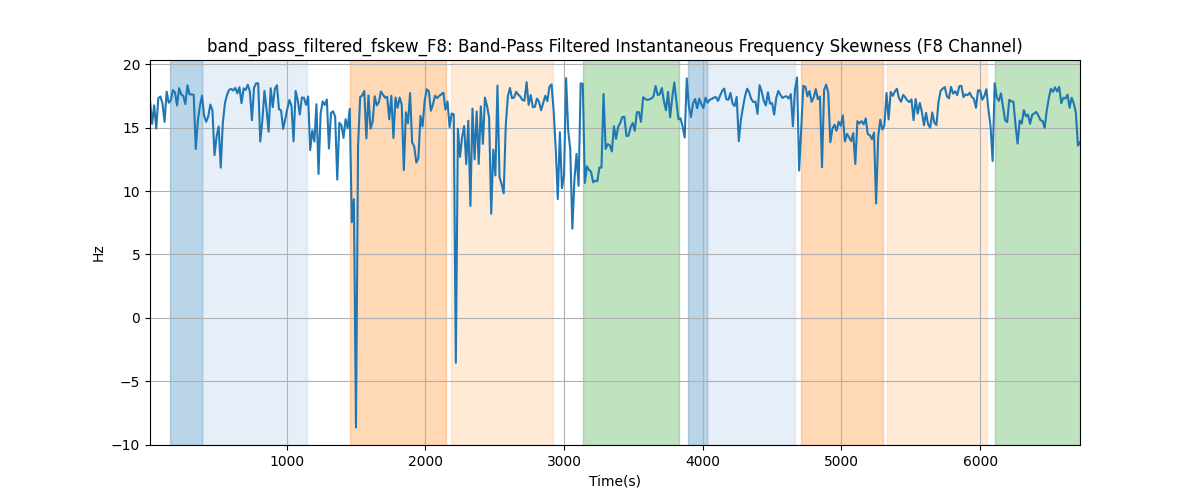 band_pass_filtered_fskew_F8: Band-Pass Filtered Instantaneous Frequency Skewness (F8 Channel)
20
15
10
5
0
−5
−10
Hz
1000 2000 3000 4000 5000 6000
Time(s)